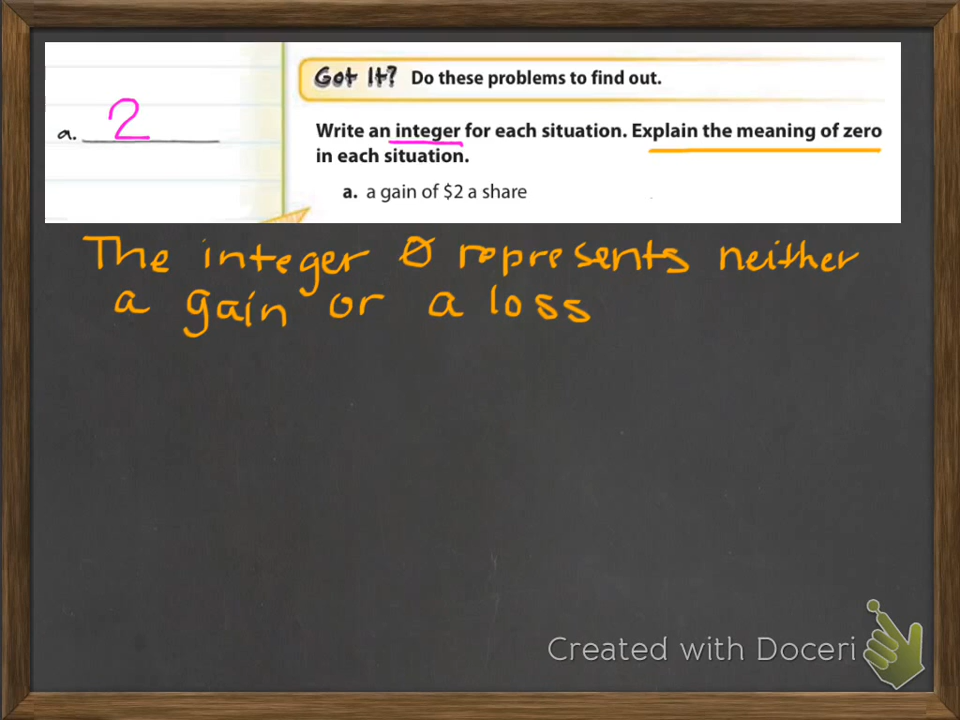 Got It? Do these problems to find out.
a. 2
Write an integer for each situation. Explain the meaning of zero
in each situation.
a. a gain of $2 a share
The integer 0 represents neither
a gain or a loss
Created with Doceri